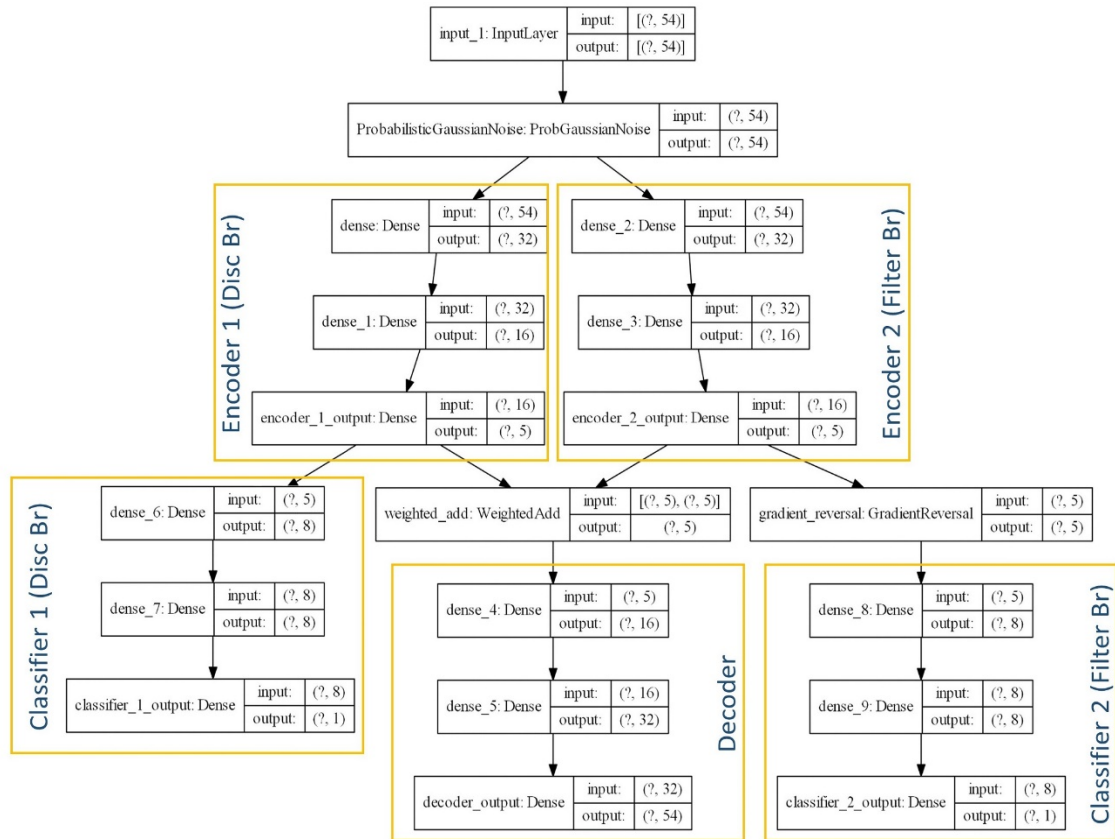 input_1: InputLayer
input: [(?, 54)]
output: [(?, 54)]
ProbabilisticGaussianNoise: ProbGaussianNoise
input: (?, 54)
output: (?, 54)
Encoder 1 (Disc Br)
dense: Dense
input: (?, 54)
output: (?, 32)
dense_1: Dense
input: (?, 32)
output: (?, 16)
encoder_1_output: Dense
input: (?, 16)
output: (?, 5)
Encoder 2 (Filter Br)
dense_2: Dense
input: (?, 54)
output: (?, 32)
dense_3: Dense
input: (?, 32)
output: (?, 16)
encoder_2_output: Dense
input: (?, 16)
output: (?, 5)
Classifier 1 (Disc Br)
dense_6: Dense
input: (?, 5)
output: (?, 8)
dense_7: Dense
input: (?, 8)
output: (?, 8)
classifier_1_output: Dense
input: (?, 8)
output: (?, 1)
weighted_add: WeightedAdd
input: [(?, 5), (?, 5)]
output: (?, 5)
Decoder
dense_4: Dense
input: (?, 5)
output: (?, 16)
dense_5: Dense
input: (?, 16)
output: (?, 32)
decoder_output: Dense
input: (?, 32)
output: (?, 54)
gradient_reversal: GradientReversal
input: (?, 5)
output: (?, 5)
Classifier 2 (Filter Br)
dense_8: Dense
input: (?, 5)
output: (?, 8)
dense_9: Dense
input: (?, 8)
output: (?, 8)
classifier_2_output: Dense
input: (?, 8)
output: (?, 1)